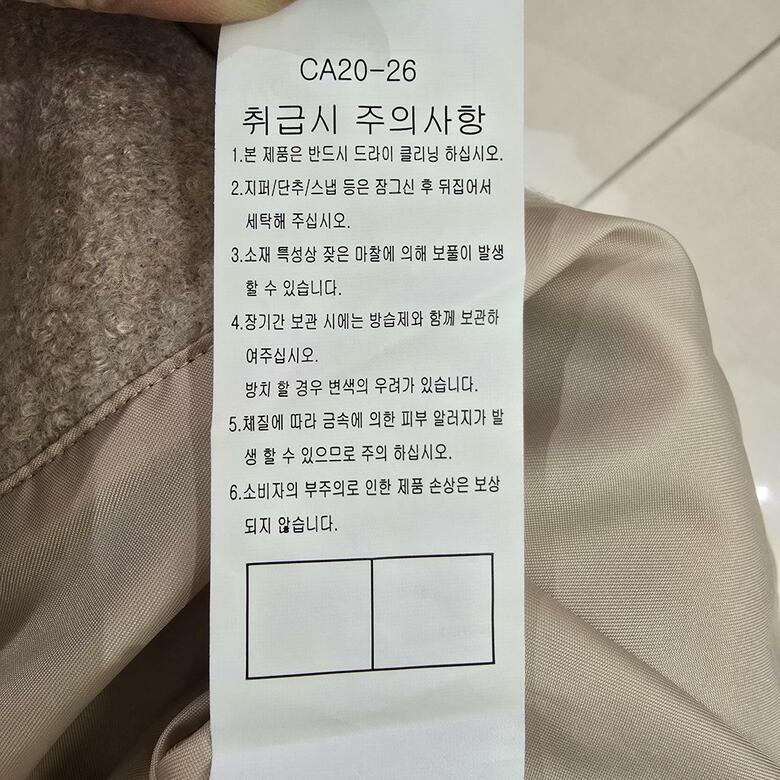 CA20-26
취급시 주의사항
1.본 제품은 반드시 드라이 클리닝 하십시오.
2.지퍼/단추/스냅 등은 잠그신 후 뒤집어서
세탁해 주십시오.
3.소재 특성상 잦은 마찰에 의해 보풀이 발생
할 수 있습니다.
4.장기간 보관 시에는 방습제와 함께 보관하
여주십시오.
방치 할 경우 변색의 우려가 있습니다.
5.체질에 따라 금속에 의한 피부 알러지가 발
생 할 수 있으므로 주의 하십시오.
6.소비자의 부주의로 인한 제품 손상은 보상
되지 않습니다.